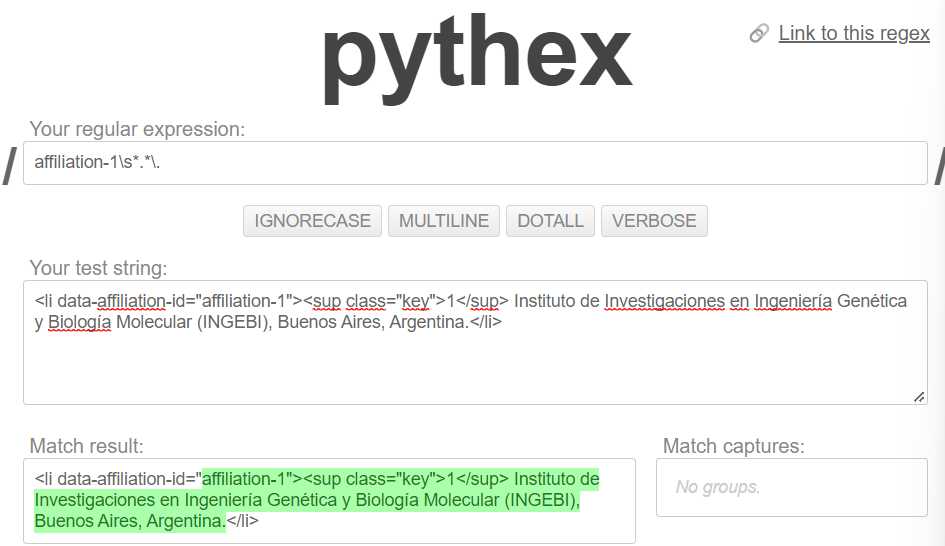 pythex
Link to this regex
Your regular expression:
/ affiliation-1\s*.*\. /
IGNORECASE MULTILINE DOTALL VERBOSE
Your test string:
<li data-affiliation-id="affiliation-1"><sup class="key">1</sup> Instituto de Investigaciones en Ingeniería Genética
y Biología Molecular (INGEBI), Buenos Aires, Argentina.</li>
Match result:
<li data-affiliation-id="affiliation-1"><sup class="key">1</sup> Instituto de
Investigaciones en Ingeniería Genética y Biología Molecular (INGEBI),
Buenos Aires, Argentina.</li>
Match captures:
No groups.